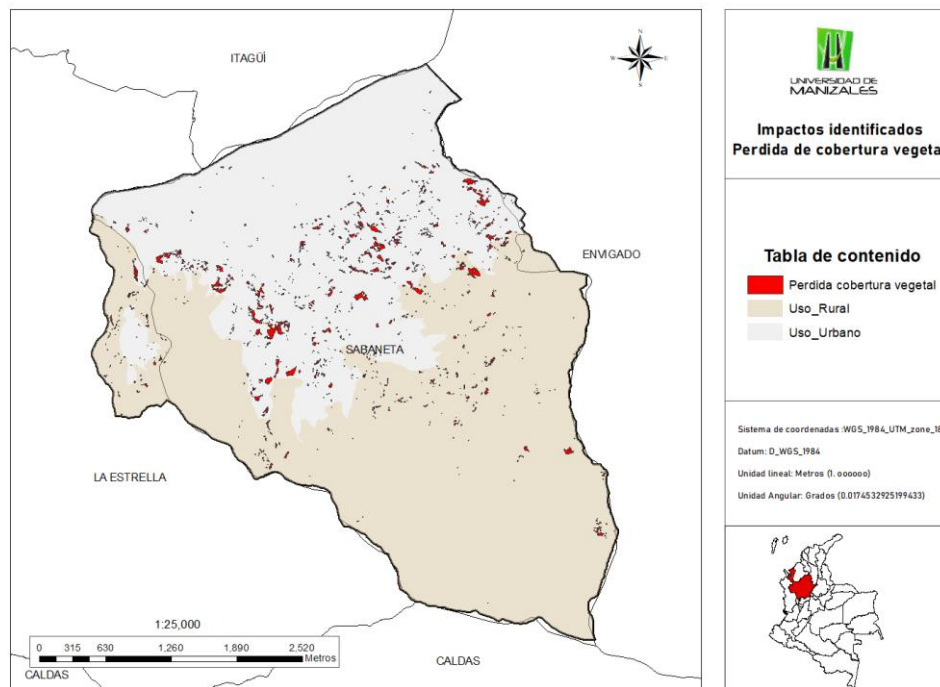 ITAGÜÍ
N
W
E
S
ENVIGADO
SABANETA
LA ESTRELLA
1:25,000
0 315 630 1,260 1,890 2,520
Metros
CALDAS
CALDAS
UNIVERSIDAD DE
MANIZALES
Impactos identificados
Perdida de cobertura vegeta
Tabla de contenido
Perdida cobertura vegetal
Uso_Rural
Uso_Urbano
Sistema de coordenadas :WGS_1984_UTM_zone_18
Datum: D_WGS_1984
Unidad lineal: Metros (1. oooooo)
Unidad Angular: Grados (0.0174532925199433)